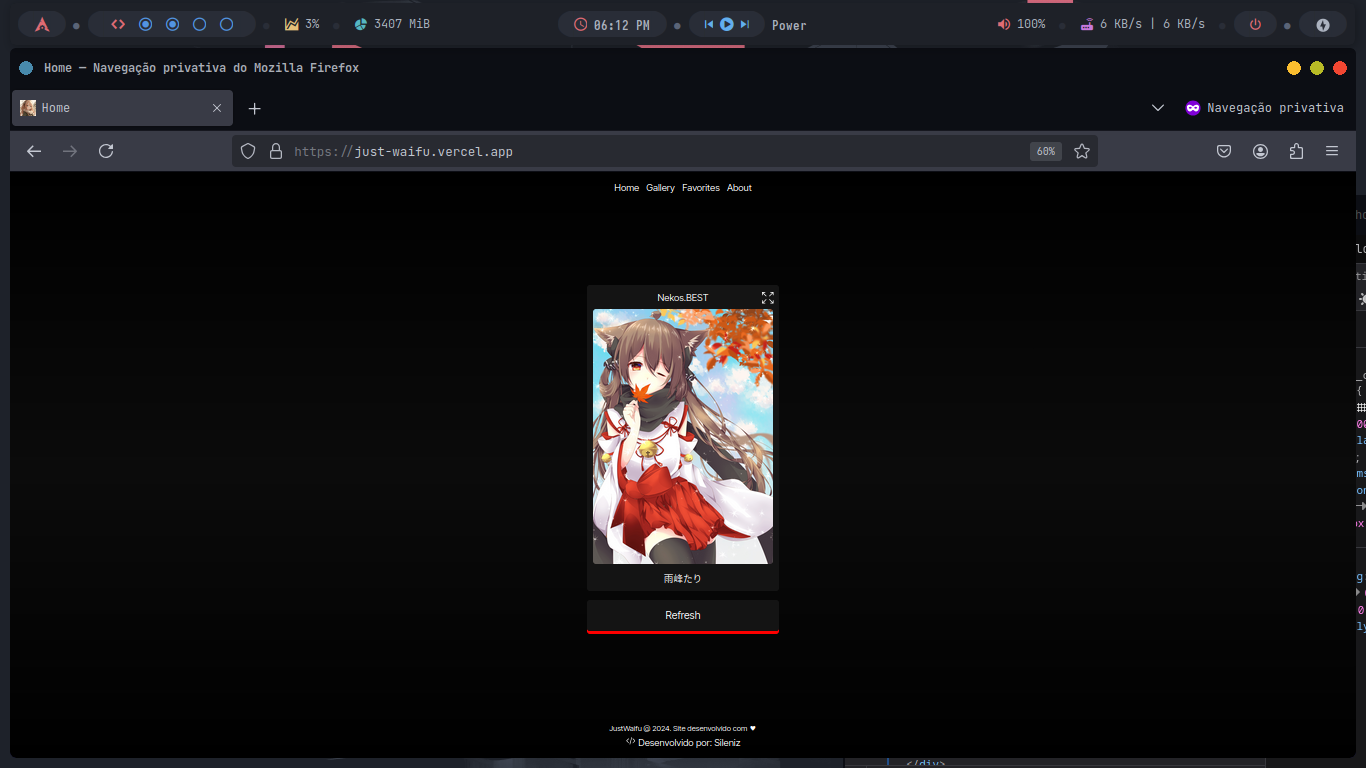 3% 3407 MiB 06:12 PM Power 100% 6 KB/s | 6 KB/s
Home — Navegação privativa do Mozilla Firefox
Home Navegação privativa
https://just-waifu.vercel.app 60%
Home Gallery Favorites About
Nekos.BEST
雨峰たり
Refresh
JustWaifu @ 2024. Site desenvolvido com ♥
</> Desenvolvido por: Sileniz
</div>